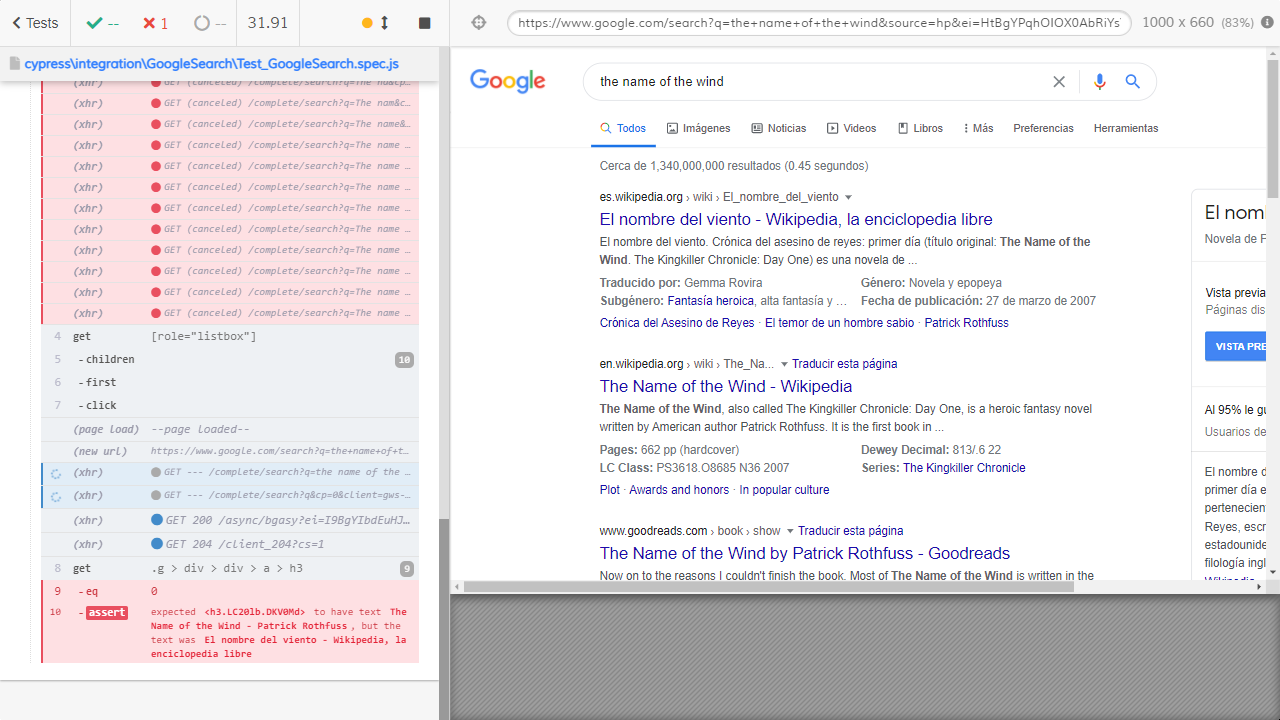 Tests
--
1
--
31.91
cypress\integration\GoogleSearch\Test_GoogleSearch.spec.js
(xhr) GET (canceled) /complete/search?q=The na&cp…
(xhr) GET (canceled) /complete/search?q=The nam&c…
(xhr) GET (canceled) /complete/search?q=The name&…
(xhr) GET (canceled) /complete/search?q=The name …
(xhr) GET (canceled) /complete/search?q=The name …
(xhr) GET (canceled) /complete/search?q=The name …
(xhr) GET (canceled) /complete/search?q=The name …
(xhr) GET (canceled) /complete/search?q=The name …
(xhr) GET (canceled) /complete/search?q=The name …
(xhr) GET (canceled) /complete/search?q=The name …
(xhr) GET (canceled) /complete/search?q=The name …
(xhr) GET (canceled) /complete/search?q=The name …
4 get [role="listbox"]
5 - children 10
6 - first
7 - click
(page load) --page loaded--
(new url) https://www.google.com/search?q=the+name+of+t…
(xhr) GET --- /complete/search?q=the name of the …
(xhr) GET --- /complete/search?q&cp=0&client=gws-…
(xhr) GET 200 /async/bgasy?ei=I9BgYIbdEuHJ…
(xhr) GET 204 /client_204?cs=1
8 get .g > div > div > a > h3 9
9 - eq 0
10 - assert expected <h3.LC20lb.DKV0Md> to have text The
Name of the Wind - Patrick Rothfuss, but the
text was El nombre del viento - Wikipedia, la
enciclopedia libre
https://www.google.com/search?q=the+name+of+the+wind&source=hp&ei=HtBgYPqhOIOX0AbRiYs
1000 x 660 (83%)
Google
the name of the wind
Todos Imágenes Noticias Videos Libros Más Preferencias Herramientas
Cerca de 1,340,000,000 resultados (0.45 segundos)
es.wikipedia.org › wiki › El_nombre_del_viento
El nombre del viento - Wikipedia, la enciclopedia libre
El nombre del viento. Crónica del asesino de reyes: primer día (título original: The Name of the
Wind. The Kingkiller Chronicle: Day One) es una novela de ...
Traducido por: Gemma Rovira Género: Novela y epopeya
Subgénero: Fantasía heroica, alta fantasía y ... Fecha de publicación: 27 de marzo de 2007
Crónica del Asesino de Reyes · El temor de un hombre sabio · Patrick Rothfuss
en.wikipedia.org › wiki › The_Na... Traducir esta página
The Name of the Wind - Wikipedia
The Name of the Wind, also called The Kingkiller Chronicle: Day One, is a heroic fantasy novel
written by American author Patrick Rothfuss. It is the first book in ...
Pages: 662 pp (hardcover) Dewey Decimal: 813/.6 22
LC Class: PS3618.O8685 N36 2007 Series: The Kingkiller Chronicle
Plot · Awards and honors · In popular culture
www.goodreads.com › book › show Traducir esta página
The Name of the Wind by Patrick Rothfuss - Goodreads
Now on to the reasons I couldn't finish the book. Most of The Name of the Wind is written in the
El nom
Novela de F
Vista previa
Páginas dis
VISTA PRE
Al 95% le gu
Usuarios de
El nombre d
primer día e
pertenecien
Reyes, escr
estadounide
filología ingl